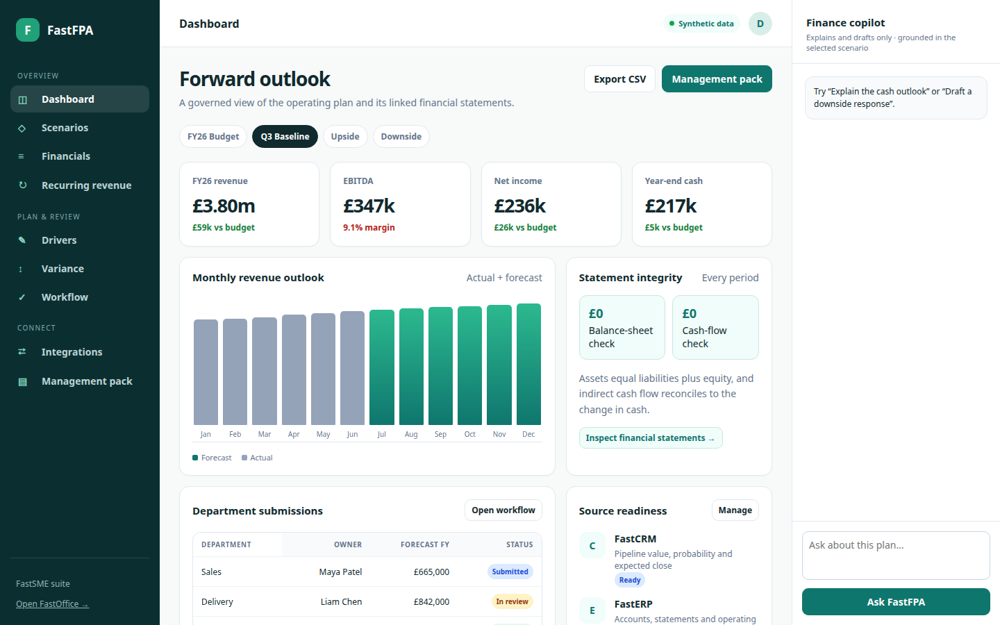 F FastFPA
OVERVIEW
Dashboard
Scenarios
Financials
Recurring revenue
PLAN & REVIEW
Drivers
Variance
Workflow
CONNECT
Integrations
Management pack
FastSME suite
Open FastOffice →
Dashboard
Synthetic data
D
Forward outlook
A governed view of the operating plan and its linked financial statements.
Export CSV
Management pack
FY26 Budget
Q3 Baseline
Upside
Downside
FY26 revenue
£3.80m
£59k vs budget
EBITDA
£347k
9.1% margin
Net income
£236k
£26k vs budget
Year-end cash
£217k
£5k vs budget
Monthly revenue outlook
Actual + forecast
Jan Feb Mar Apr May Jun Jul Aug Sep Oct Nov Dec
Forecast Actual
Statement integrity
Every period
£0
Balance-sheet
check
£0
Cash-flow
check
Assets equal liabilities plus equity, and
indirect cash flow reconciles to the
change in cash.
Inspect financial statements →
Department submissions
Open workflow
DEPARTMENT OWNER FORECAST FY STATUS
Sales Maya Patel £665,000 Submitted
Delivery Liam Chen £842,000 In review
Source readiness
Manage
C
FastCRM
Pipeline value, probability and
expected close
Ready
E
FastERP
Accounts, statements and operating
Finance copilot
Explains and drafts only · grounded in the
selected scenario
Try “Explain the cash outlook” or “Draft a
downside response”.
Ask about this plan...
Ask FastFPA